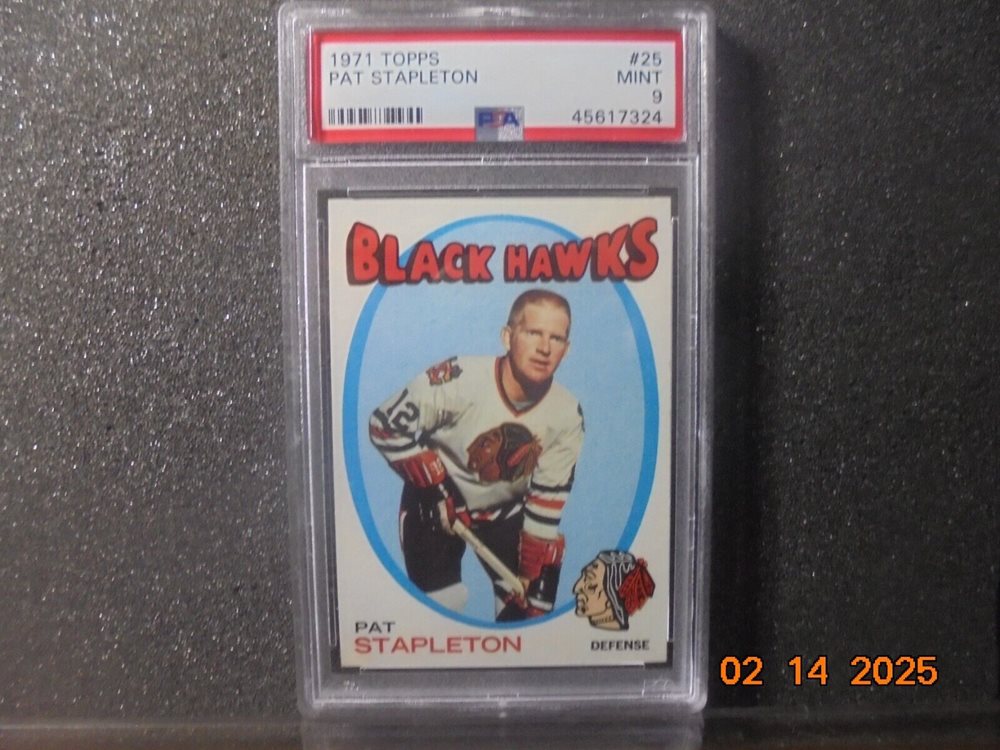 1971 TOPPS #25
PAT STAPLETON MINT
9
PSA 45617324
BLACK HAWKS
12
PAT
STAPLETON
DEFENSE
02 14 2025